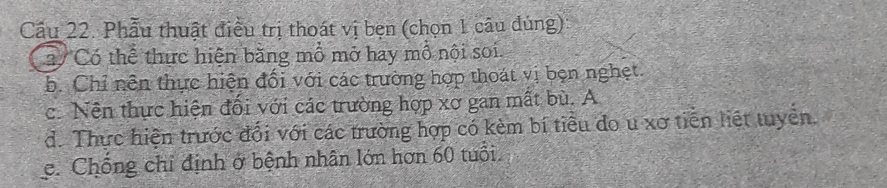 Câu 22. Phẫu thuật điều trị thoát vị bẹn (chọn 1 câu đúng):
a. Có thể thực hiện bằng mổ mở hay mổ nội soi.
b. Chỉ nên thực hiện đối với các trường hợp thoát vị bẹn nghẹt.
c. Nên thực hiện đối với các trường hợp xơ gan mất bù. A
d. Thực hiện trước đối với các trường hợp có kèm bí tiểu do u xơ tiền liệt tuyến.
e. Chống chỉ định ở bệnh nhân lớn hơn 60 tuổi.